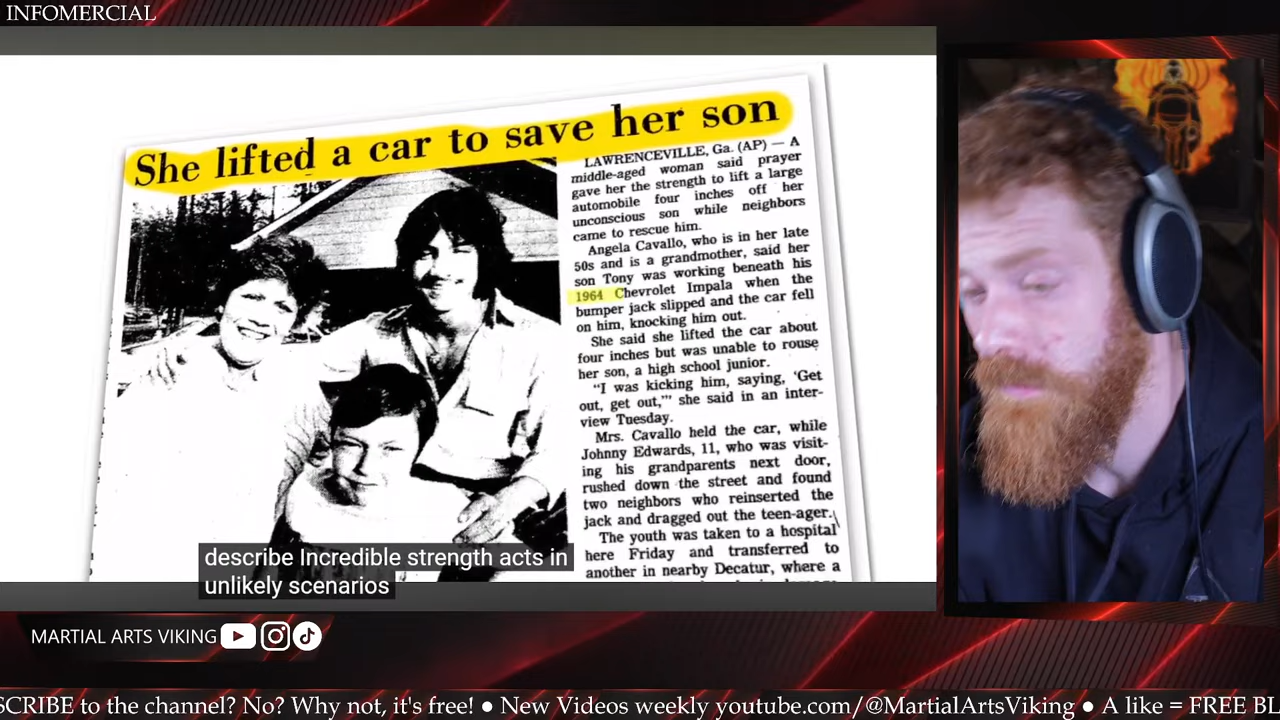 INFOMERCIAL
She lifted a car to save her son
LAWRENCEVILLE, Ga. (AP) — A
middle-aged woman said prayer
gave her the strength to lift a large
automobile four inches off her
unconscious son while neighbors
came to rescue him.
Angela Cavallo, who is in her late
50s and is a grandmother, said her
son Tony was working beneath his
1964 Chevrolet Impala when the
bumper jack slipped and the car fell
on him, knocking him out.
She said she lifted the car about
four inches but was unable to rouse
her son, a high school junior.
"I was kicking him, saying, 'Get
out, get out,'" she said in an inter-
view Tuesday.
Mrs. Cavallo held the car, while
Johnny Edwards, 11, who was visit-
ing his grandparents next door,
rushed down the street and found
two neighbors who reinserted the
jack and dragged out the teen-ager.
The youth was taken to a hospital
here Friday and transferred to
another in nearby Decatur, where a
describe Incredible strength acts in
unlikely scenarios
MARTIAL ARTS VIKING
SCRIBE to the channel? No? Why not, it's free! ● New Videos weekly youtube.com/@MartialArtsViking ● A like = FREE BL